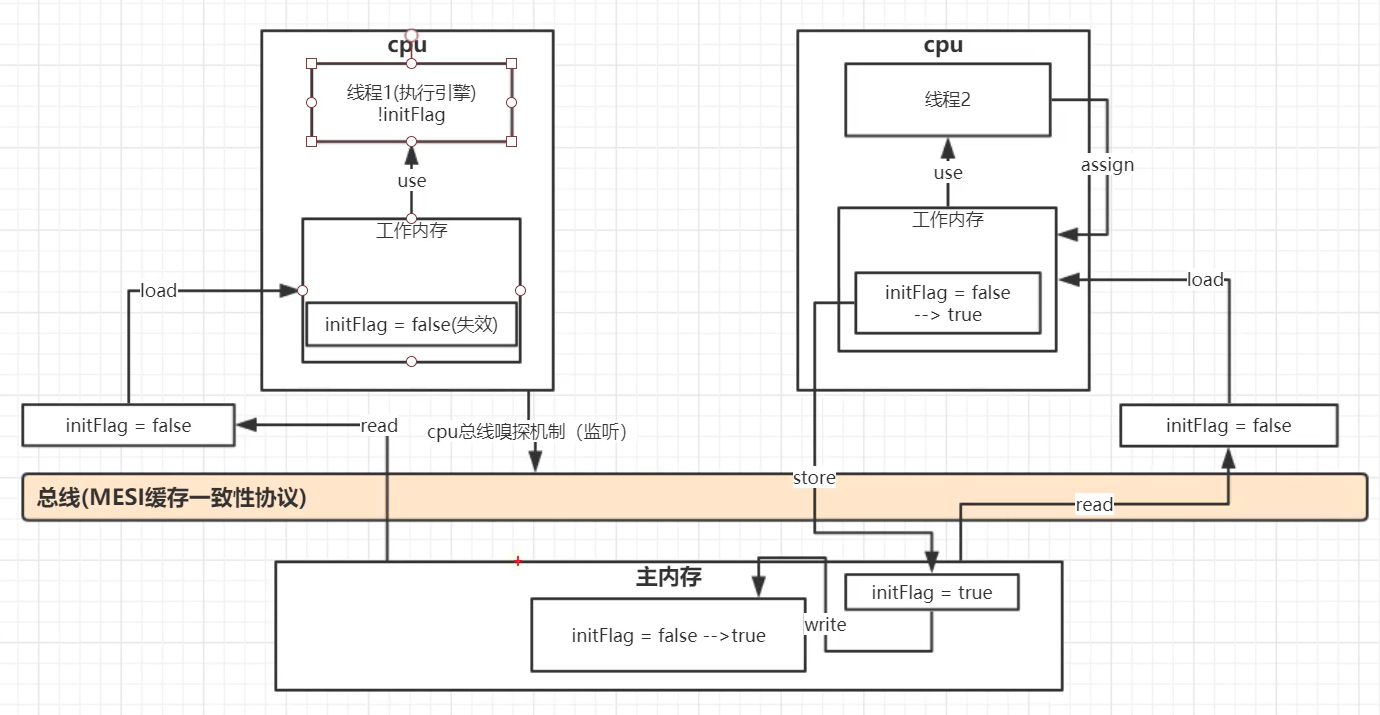 cpu
线程1(执行引擎)
!initFlag
use
工作内存
load
initFlag = false(失效)
initFlag = false
read
cpu总线嗅探机制（监听）
cpu
线程2
assign
use
工作内存
initFlag = false
--> true
load
initFlag = false
store
总线(MESI缓存一致性协议)
read
主内存
initFlag = true
write
initFlag = false -->true